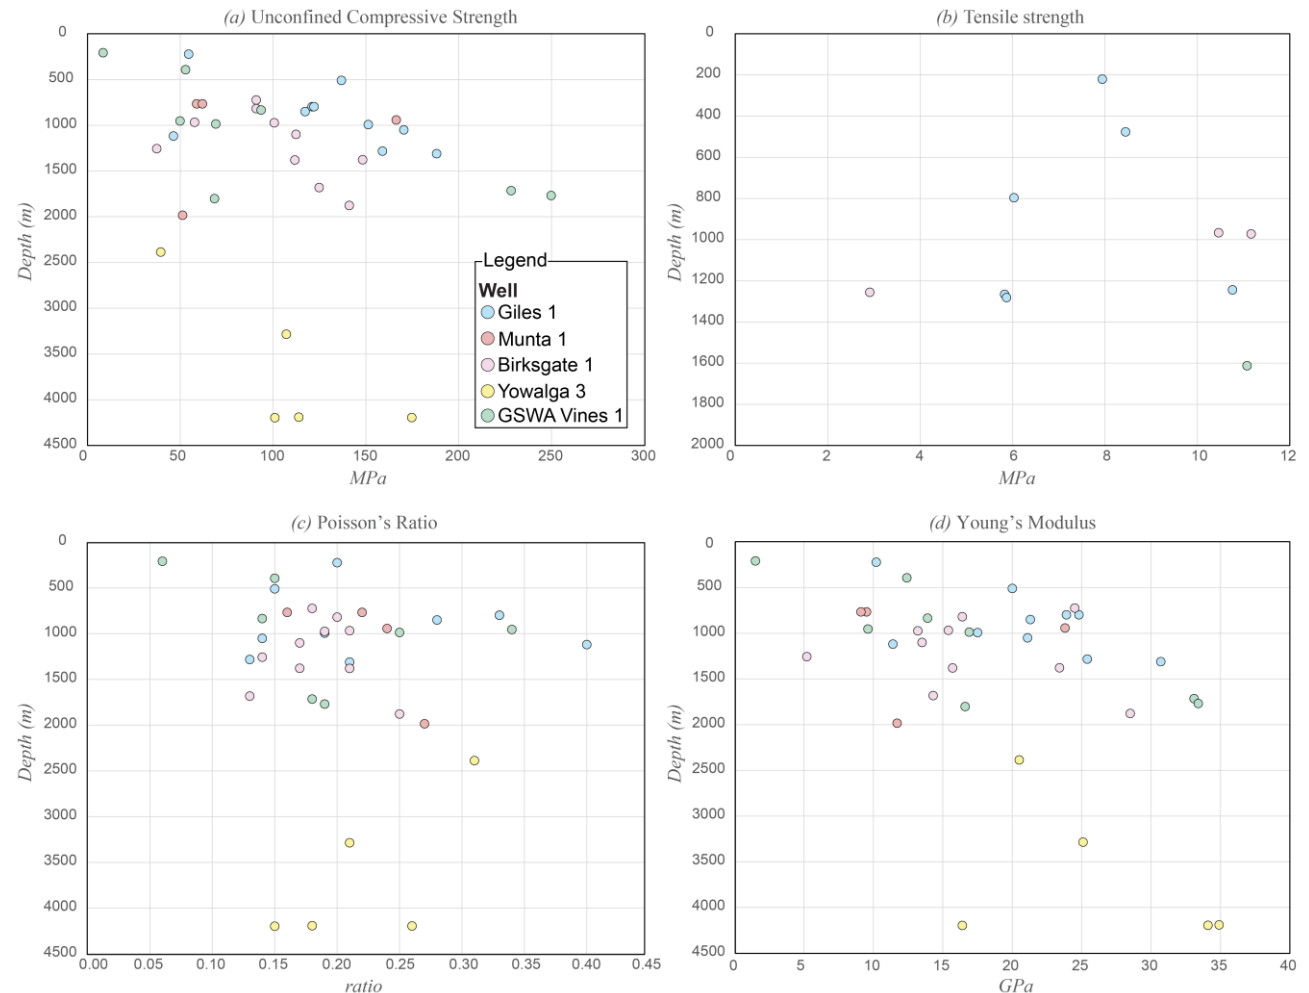 (a) Unconfined Compressive Strength
0
500
1000
1500
2000
2500
3000
3500
4000
4500
Depth (m)
0 50 100 150 200 250 300
MPa
Legend
Well
Giles 1
Munta 1
Birksgate 1
Yowalga 3
GSWA Vines 1
(b) Tensile strength
0
200
400
600
800
1000
1200
1400
1600
1800
2000
Depth (m)
0 2 4 6 8 10 12
MPa
(c) Poisson’s Ratio
0
500
1000
1500
2000
2500
3000
3500
4000
4500
Depth (m)
0.00 0.05 0.10 0.15 0.20 0.25 0.30 0.35 0.40 0.45
ratio
(d) Young’s Modulus
0
500
1000
1500
2000
2500
3000
3500
4000
4500
Depth (m)
0 5 10 15 20 25 30 35 40
GPa